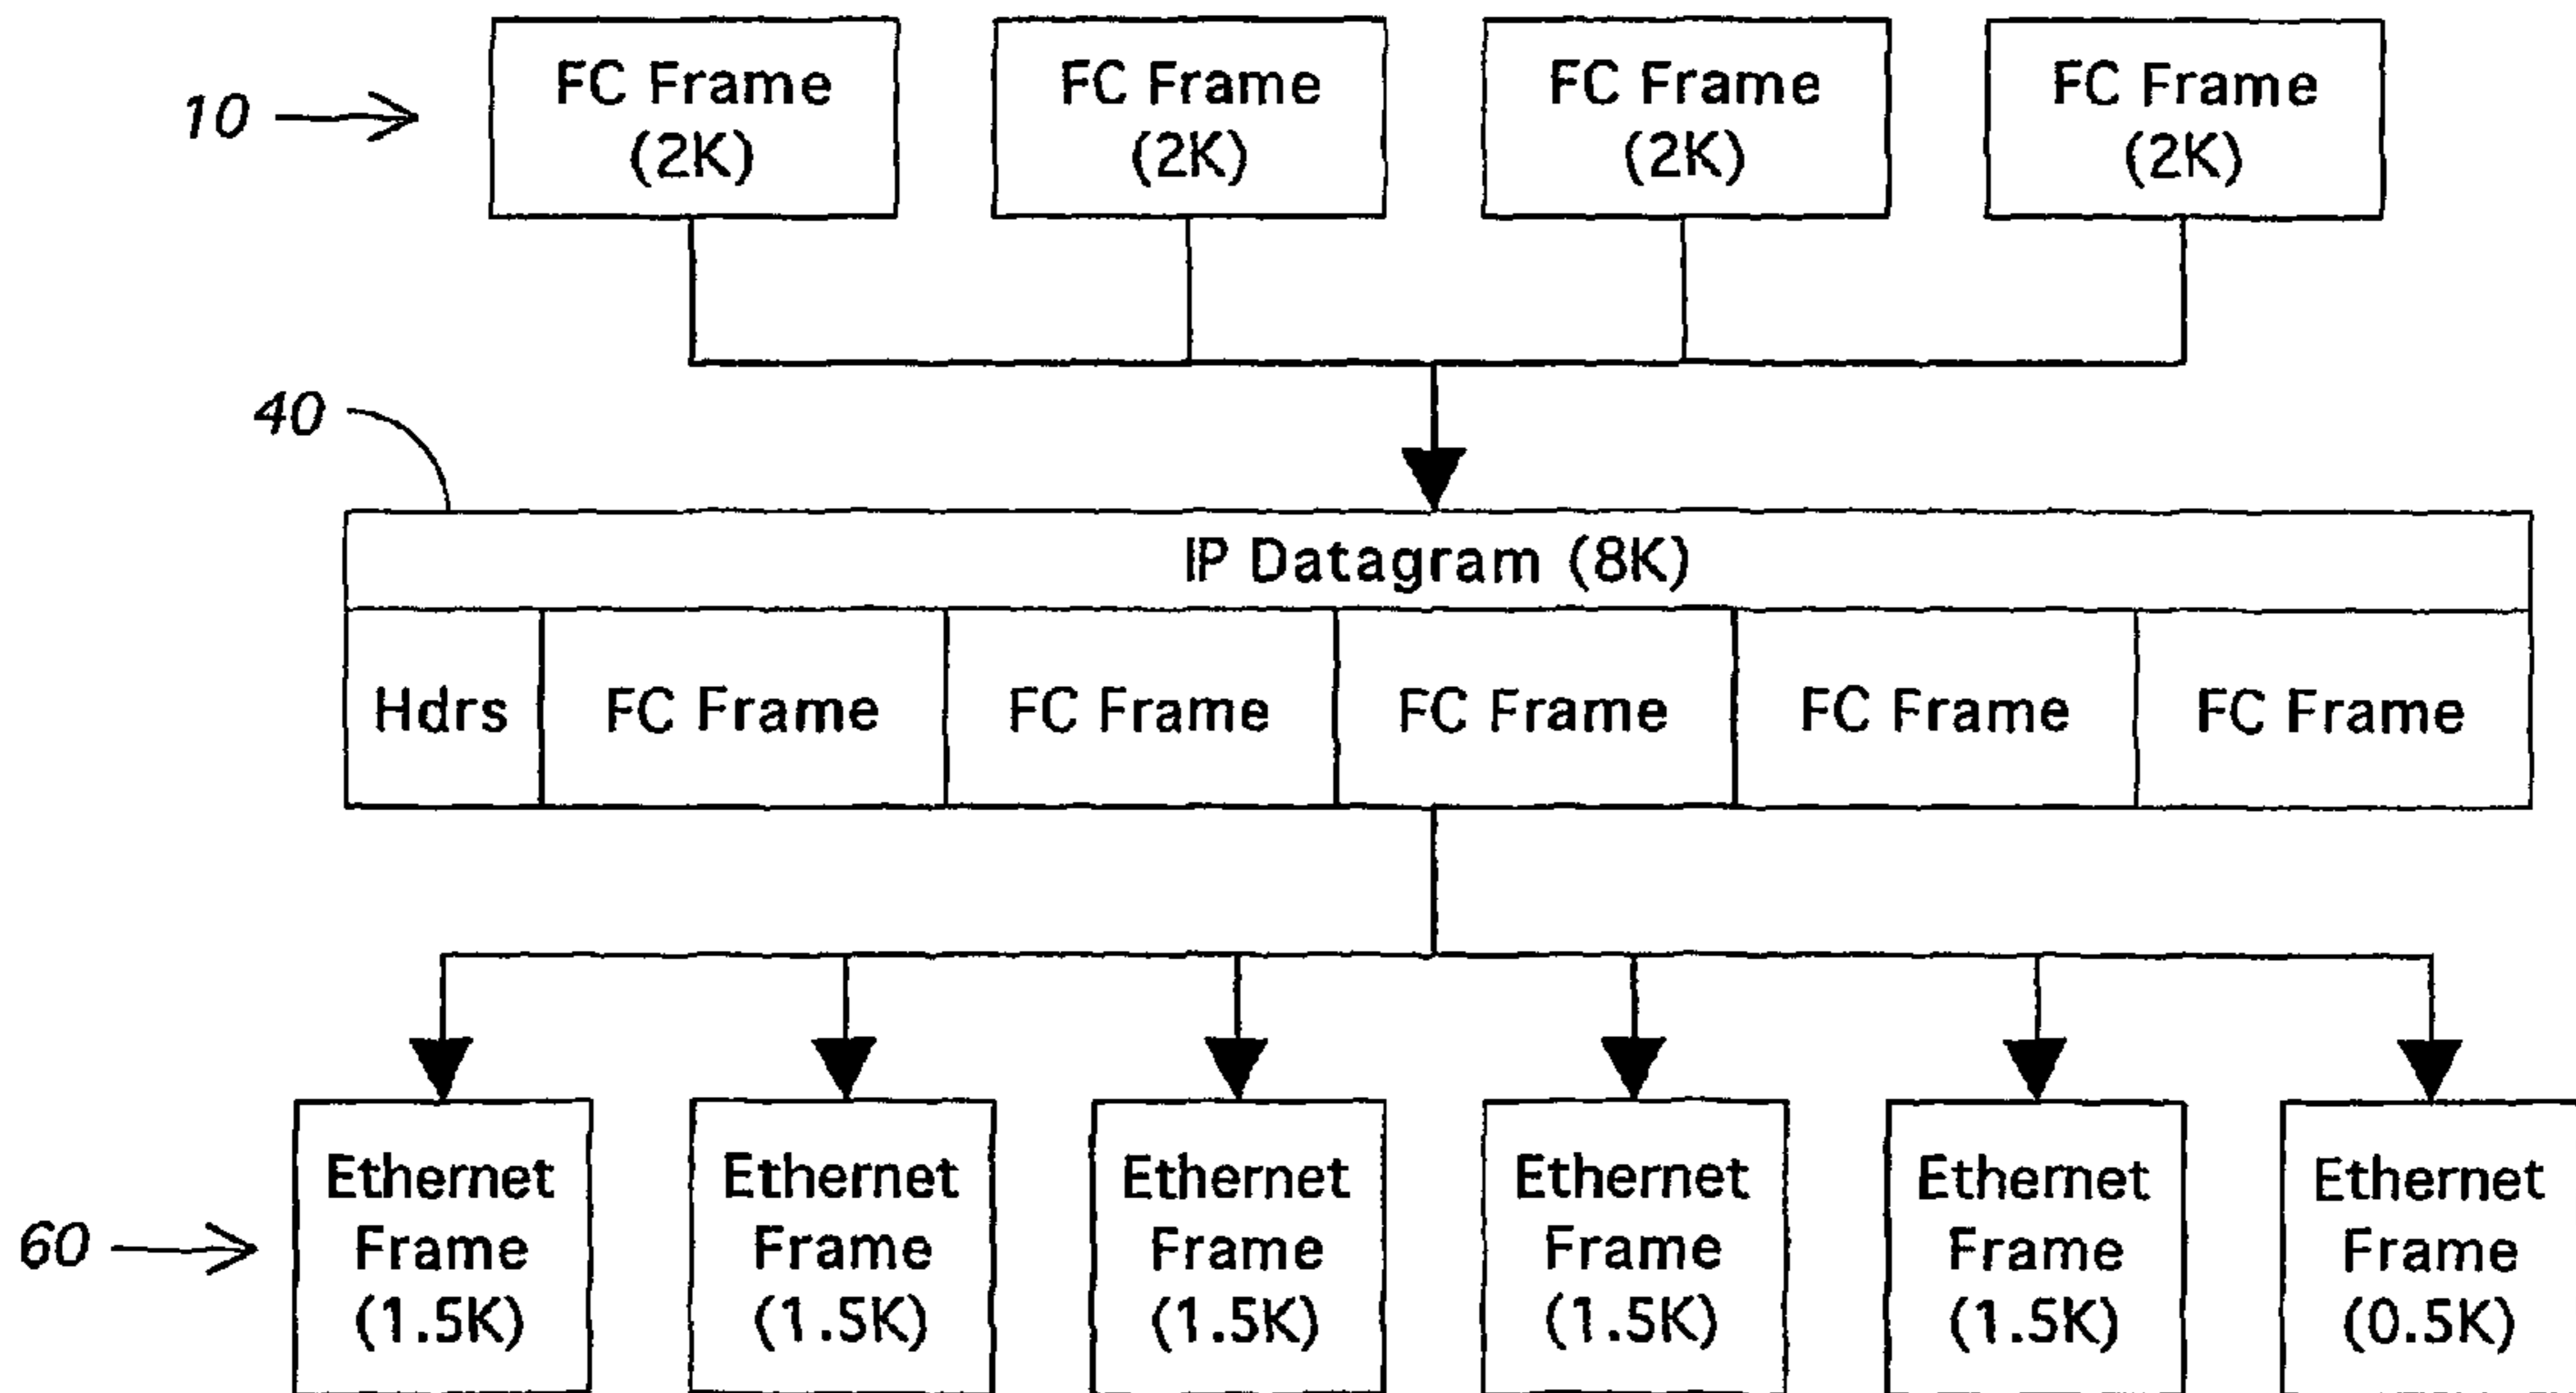 10
FC Frame
(2K)
FC Frame
(2K)
FC Frame
(2K)
FC Frame
(2K)
40
IP Datagram (8K)
Hdrs
FC Frame
FC Frame
FC Frame
FC Frame
FC Frame
60
Ethernet
Frame
(1.5K)
Ethernet
Frame
(1.5K)
Ethernet
Frame
(1.5K)
Ethernet
Frame
(1.5K)
Ethernet
Frame
(1.5K)
Ethernet
Frame
(0.5K)